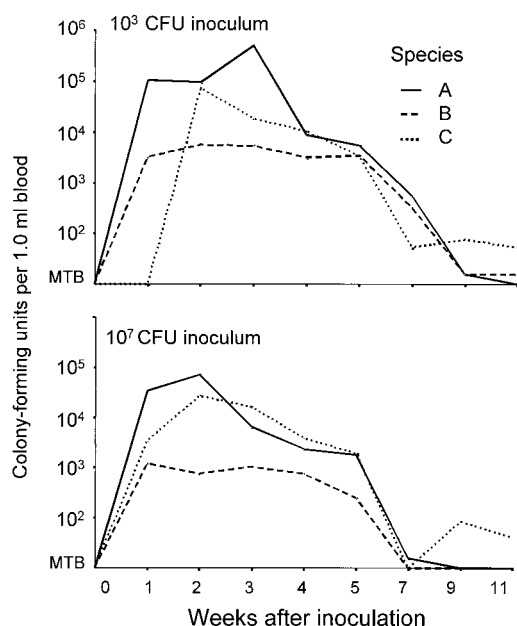 Colony-forming units per 1.0 ml blood
10³ CFU inoculum
Species
A
B
C
10⁶
10⁵
10⁴
10³
10²
MTB
10⁷ CFU inoculum
10⁵
10⁴
10³
10²
MTB
0 1 2 3 4 5 7 9 11
Weeks after inoculation